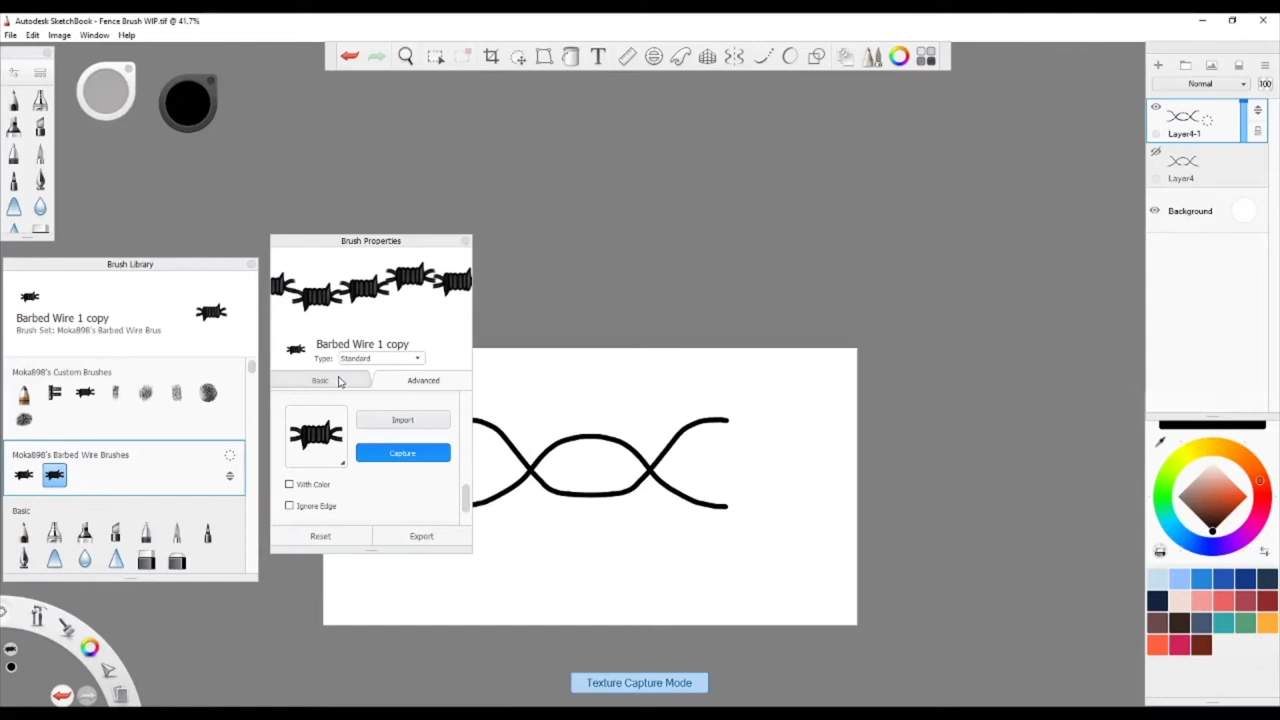 Autodesk SketchBook - Fence Brush WIP.tif @ 41.7%
File Edit Image Window Help
T
Normal 100
Layer4-1
Layer4
Background
Brush Properties
Brush Library
Barbed Wire 1 copy
Brush Set: Moka898's Barbed Wire Brus
Barbed Wire 1 copy
Type: Standard
Moka898's Custom Brushes
Basic Advanced
Import
Moka898's Barbed Wire Brushes
Capture
With Color
Ignore Edge
Basic
Reset Export
Texture Capture Mode